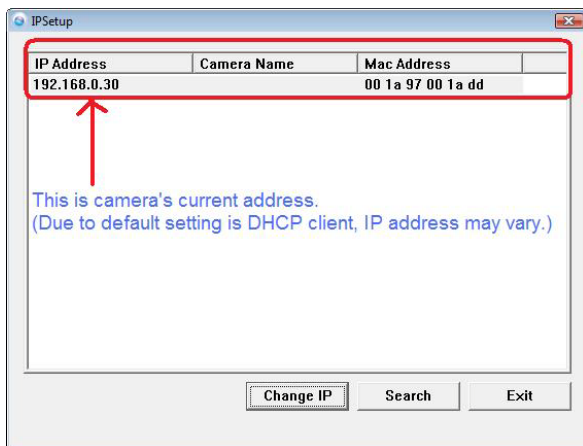 IPSetup
IP Address Camera Name Mac Address
192.168.0.30 00 1a 97 00 1a dd
This is camera's current address.
(Due to default setting is DHCP client, IP address may vary.)
Change IP Search Exit